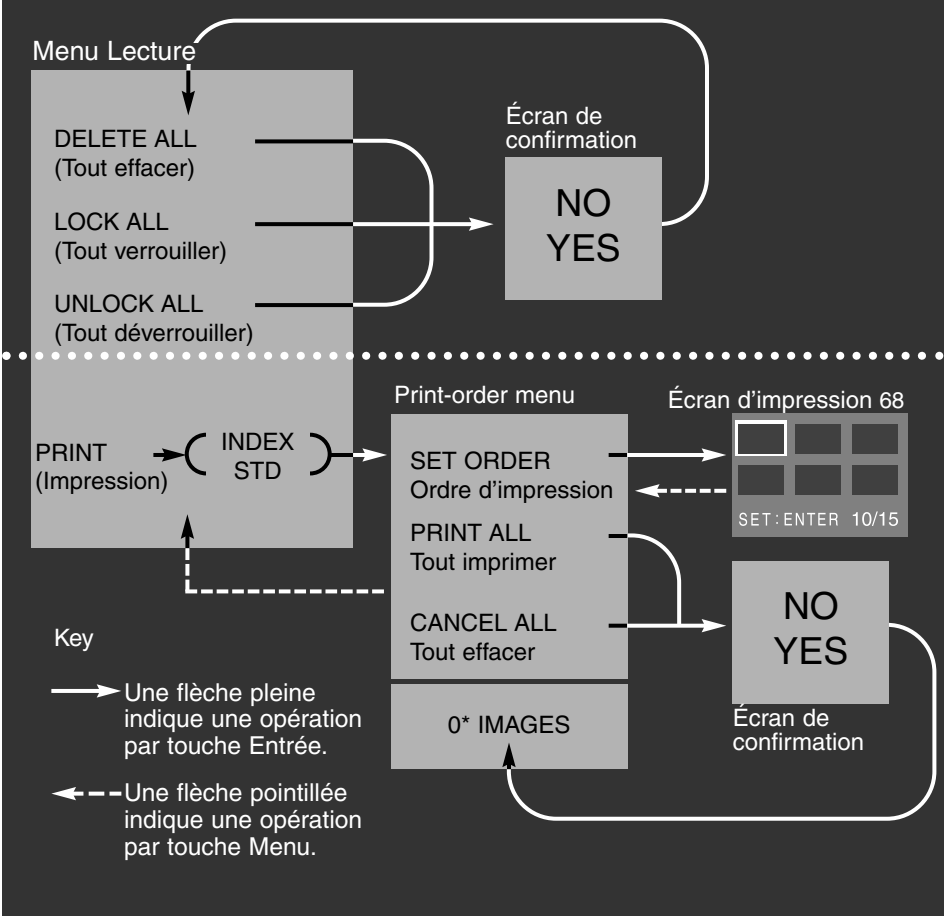 Menu Lecture
DELETE ALL
(Tout effacer)
LOCK ALL
(Tout verrouiller)
UNLOCK ALL
(Tout déverrouiller)
Écran de
confirmation
NO
YES
PRINT
(Impression)
INDEX
STD
Print-order menu
SET ORDER
Ordre d'impression
PRINT ALL
Tout imprimer
CANCEL ALL
Tout effacer
0* IMAGES
Écran d'impression 68
SET:ENTER 10/15
NO
YES
Écran de
confirmation
Key
Une flèche pleine
indique une opération
par touche Entrée.
Une flèche pointillée
indique une opération
par touche Menu.